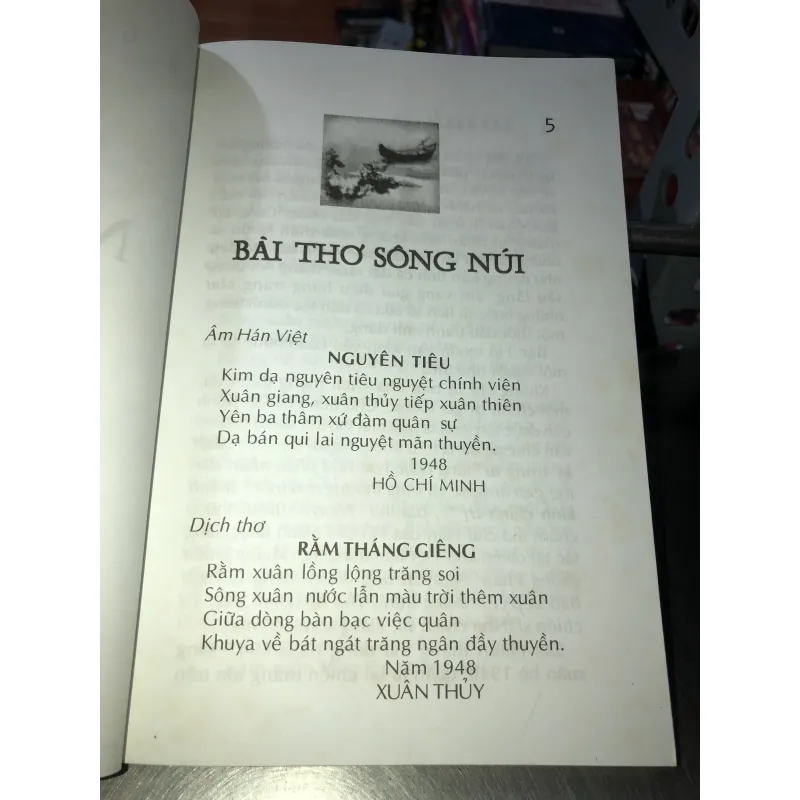 5
BÀI THƠ SÔNG NÚI
Âm Hán Việt
NGUYÊN TIÊU
Kim dạ nguyên tiêu nguyệt chính viên
Xuân giang, xuân thủy tiếp xuân thiên
Yên ba thâm xứ đàm quân sự
Dạ bán qui lai nguyệt mãn thuyền.
1948
HỒ CHÍ MINH
Dịch thơ
RẰM THÁNG GIÊNG
Rằm xuân lồng lộng trăng soi
Sông xuân nước lẫn màu trời thêm xuân
Giữa dòng bàn bạc việc quân
Khuya về bát ngát trăng ngân đầy thuyền.
Năm 1948
XUÂN THỦY